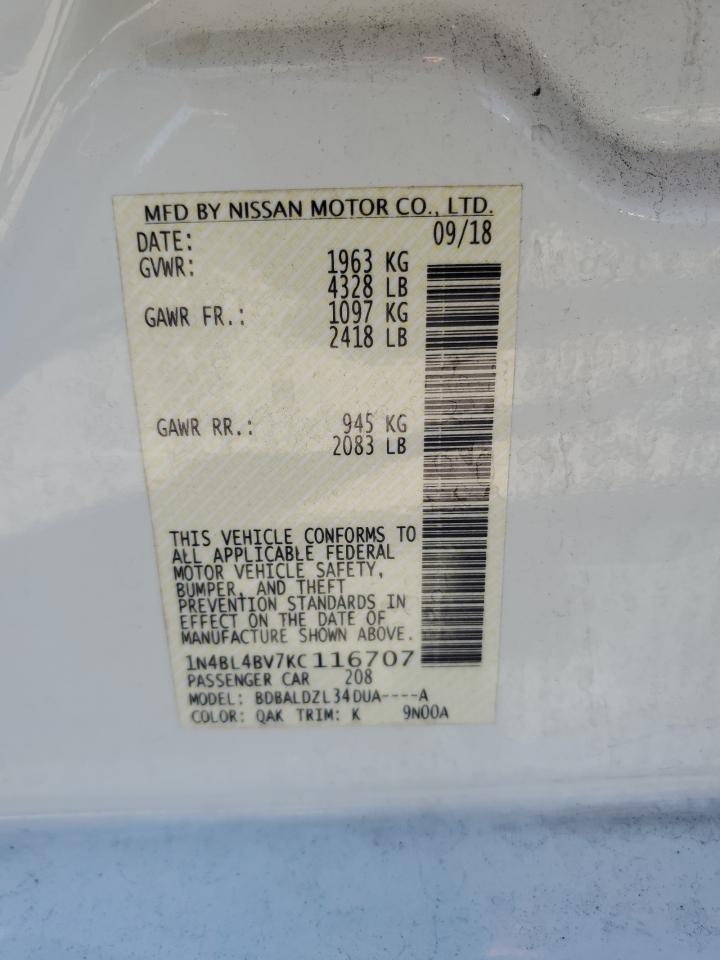 MFD BY NISSAN MOTOR CO., LTD.
DATE: 09/18
GVWR: 1963 KG
4328 LB
GAWR FR.: 1097 KG
2418 LB
GAWR RR.: 945 KG
2083 LB
THIS VEHICLE CONFORMS TO
ALL APPLICABLE FEDERAL
MOTOR VEHICLE SAFETY,
BUMPER, AND THEFT
PREVENTION STANDARDS IN
EFFECT ON THE DATE OF
MANUFACTURE SHOWN ABOVE.
1N4BL4BV7KC116707
PASSENGER CAR 208
MODEL: BDBALDZL34DUA----A
COLOR: QAK TRIM: K 9N00A